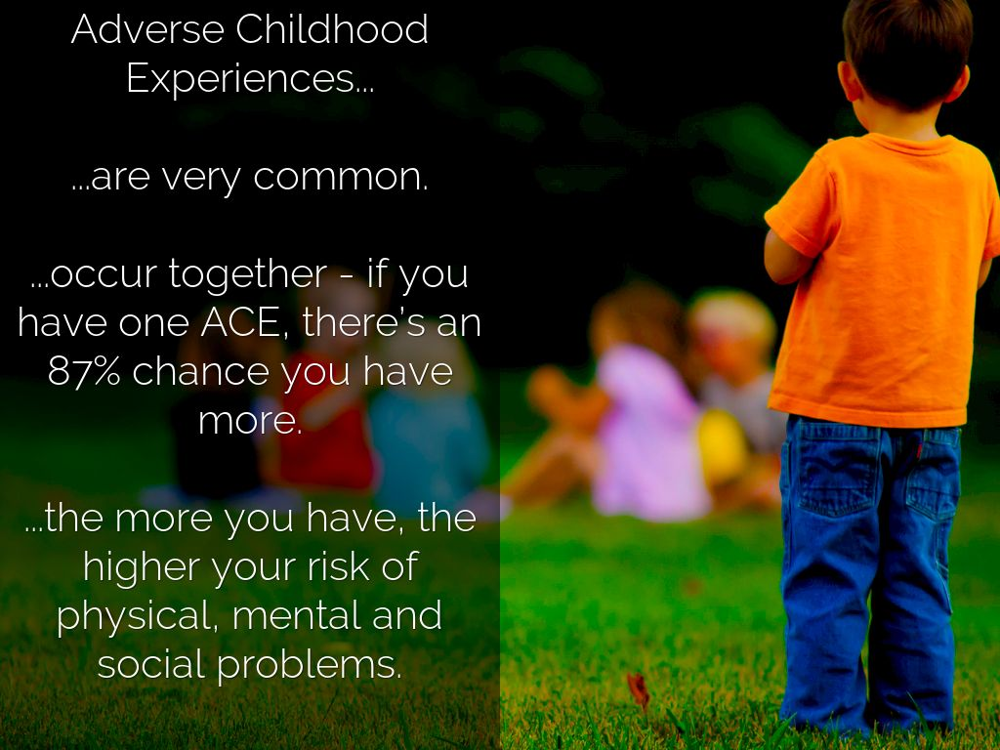 Adverse Childhood
Experiences...
...are very common.
...occur together - if you
have one ACE, there's an
87% chance you have
more.
...the more you have, the
higher your risk of
physical, mental and
social problems.